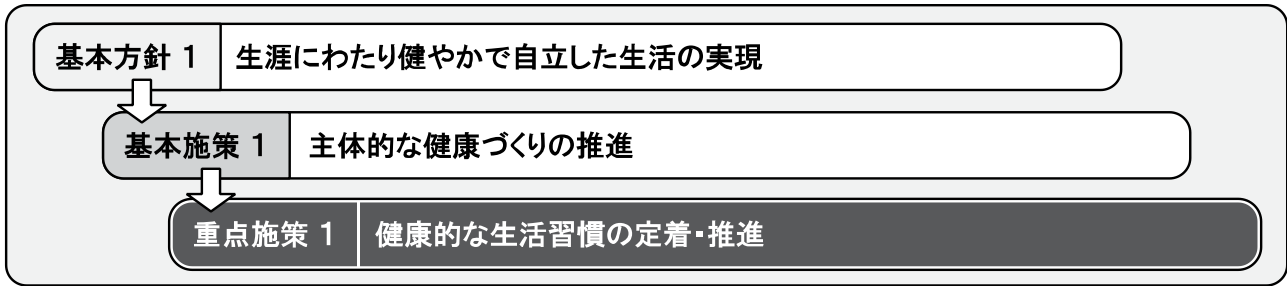 基本方針 1 生涯にわたり健やかで自立した生活の実現
基本施策 1 主体的な健康づくりの推進
重点施策 1 健康的な生活習慣の定着・推進